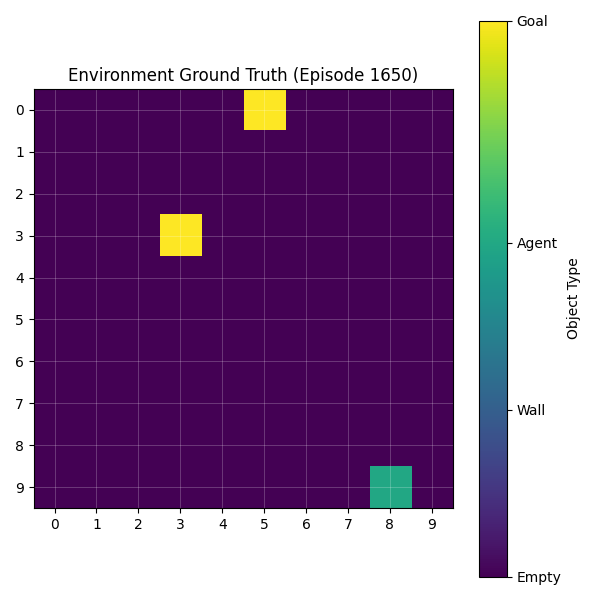 Environment Ground Truth (Episode 1650)
Goal
Agent
Wall
Empty
Object Type
0
1
2
3
4
5
6
7
8
9
0 1 2 3 4 5 6 7 8 9